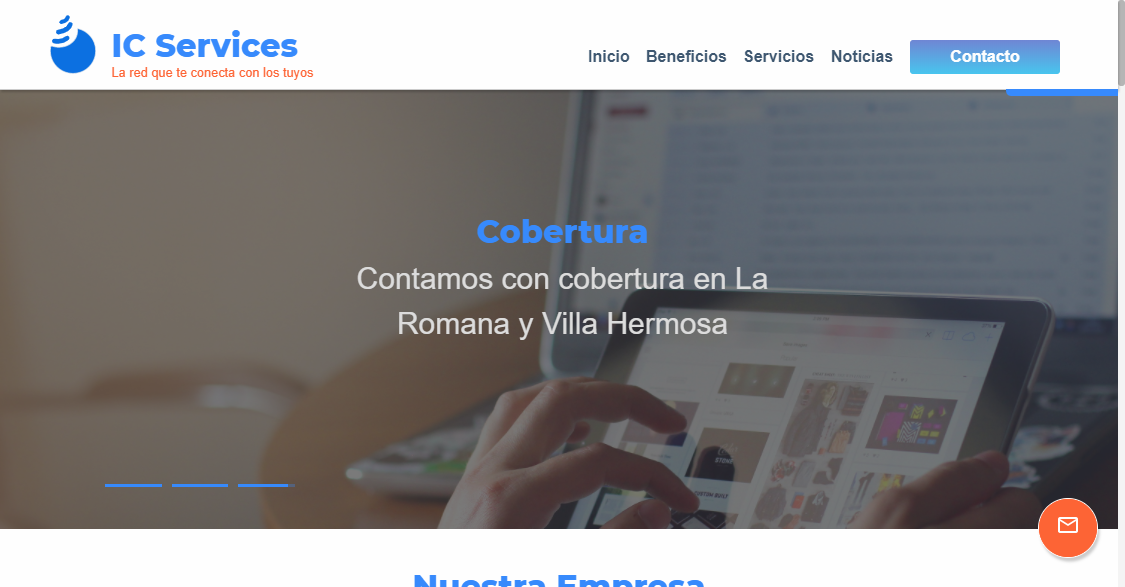 IC Services
La red que te conecta con los tuyos
Inicio Beneficios Servicios Noticias Contacto
Cobertura
Contamos con cobertura en La
Romana y Villa Hermosa
Nuestra Empresa